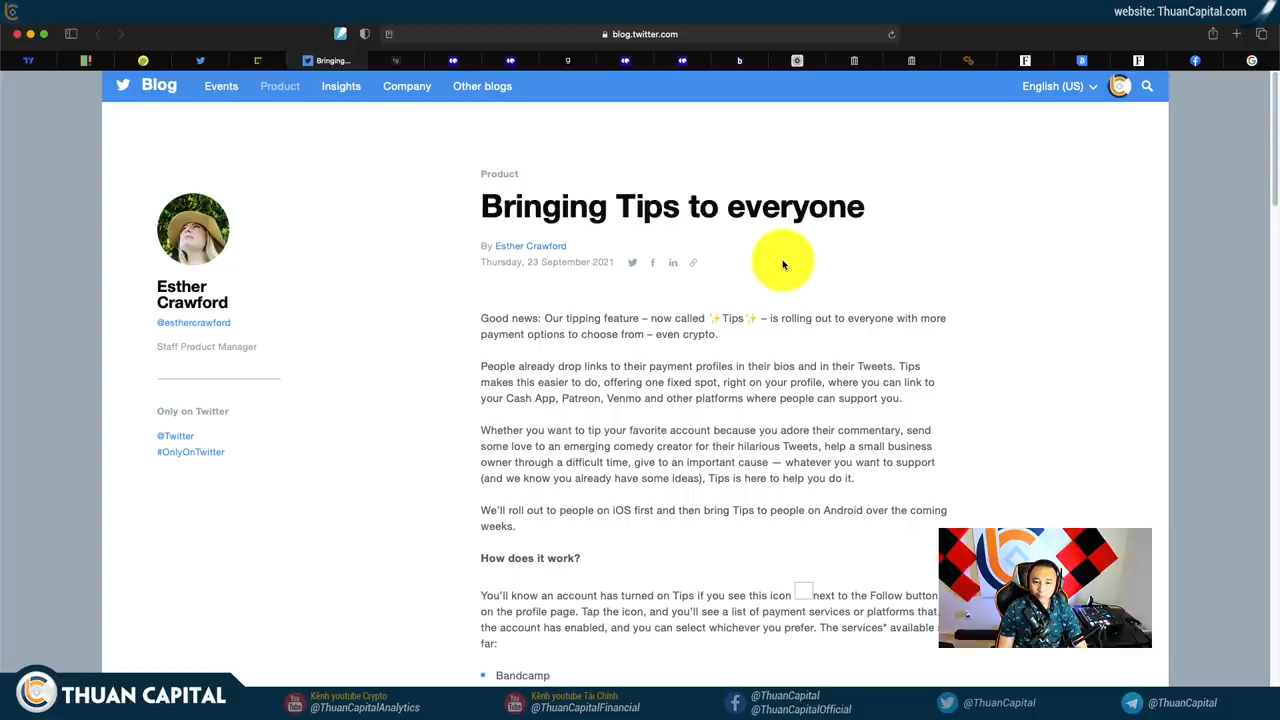 website: ThuanCapital.com
blog.twitter.com
Bringing...
Blog
Events
Product
Insights
Company
Other blogs
English (US)
Product
Bringing Tips to everyone
By Esther Crawford
Thursday, 23 September 2021
Esther
Crawford
@esthercrawford
Staff Product Manager
Only on Twitter
@Twitter
#OnlyOnTwitter
Good news: Our tipping feature – now called ✨Tips✨ – is rolling out to everyone with more
payment options to choose from – even crypto.
People already drop links to their payment profiles in their bios and in their Tweets. Tips
makes this easier to do, offering one fixed spot, right on your profile, where you can link to
your Cash App, Patreon, Venmo and other platforms where people can support you.
Whether you want to tip your favorite account because you adore their commentary, send
some love to an emerging comedy creator for their hilarious Tweets, help a small business
owner through a difficult time, give to an important cause — whatever you want to support
(and we know you already have some ideas), Tips is here to help you do it.
We'll roll out to people on iOS first and then bring Tips to people on Android over the coming
weeks.
How does it work?
You'll know an account has turned on Tips if you see this icon next to the Follow button
on the profile page. Tap the icon, and you'll see a list of payment services or platforms that
the account has enabled, and you can select whichever you prefer. The services* available
far:
Bandcamp
THUAN CAPITAL
Kênh youtube Crypto
@ThuanCapitalAnalytics
Kênh youtube Tài Chính
@ThuanCapitalFinancial
@ThuanCapital
@ThuanCapitalOfficial
@ThuanCapital
@ThuanCapital